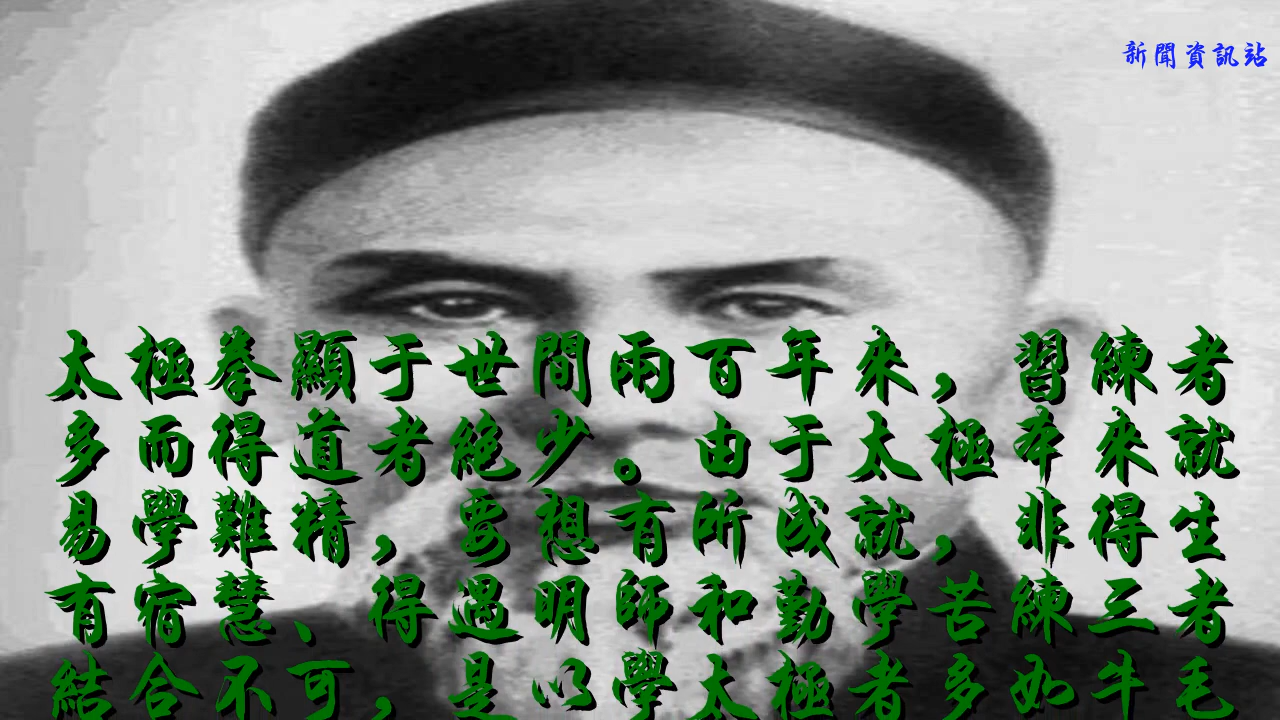 新聞資訊站
太極拳顯于世間兩百年來，習練者
多而得道者絕少。由于太極本來就
易學難精，要想有所成就，非得生
有宿慧、得遇明師和勤學苦練三者
結合不可，是以學太極者多如牛毛